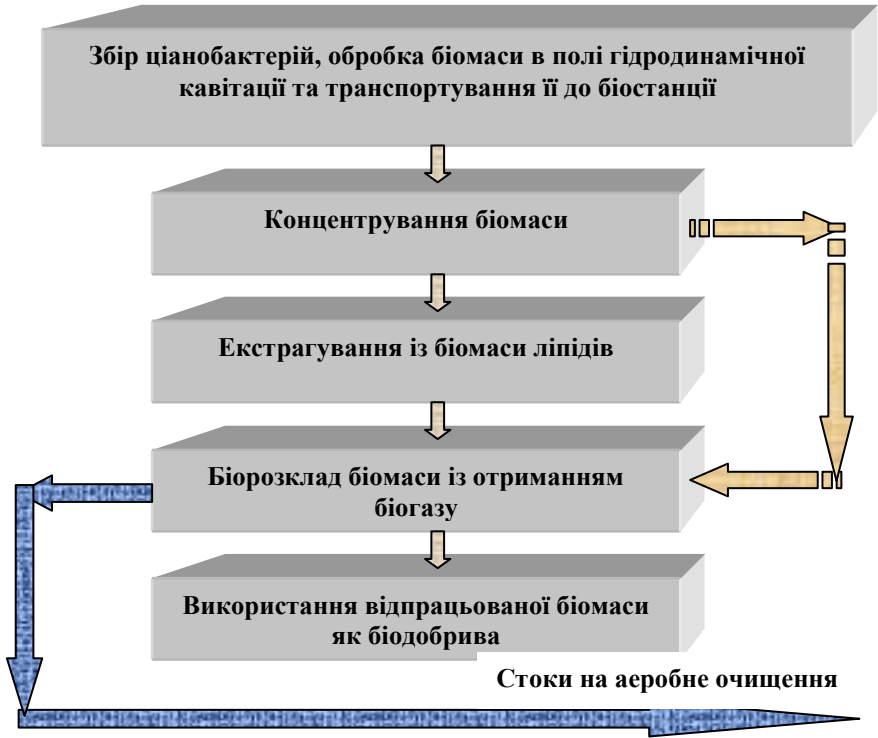 Збір ціанобактерій, обробка біомаси в полі гідродинамічної
кавітації та транспортування її до біостанції
Концентрування біомаси
Екстрагування із біомаси ліпідів
Біорозклад біомаси із отриманням
біогазу
Використання відпрацьованої біомаси
як біодобрива
Стоки на аеробне очищення